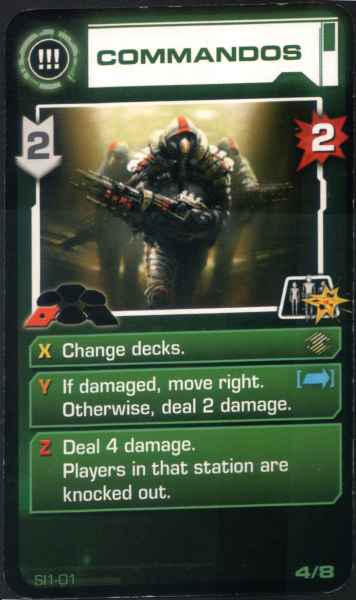 !!!
COMMANDOS
2
2
X Change decks.
Y If damaged, move right.
Otherwise, deal 2 damage.
Z Deal 4 damage.
Players in that station are
knocked out.
SI1-01
4/8